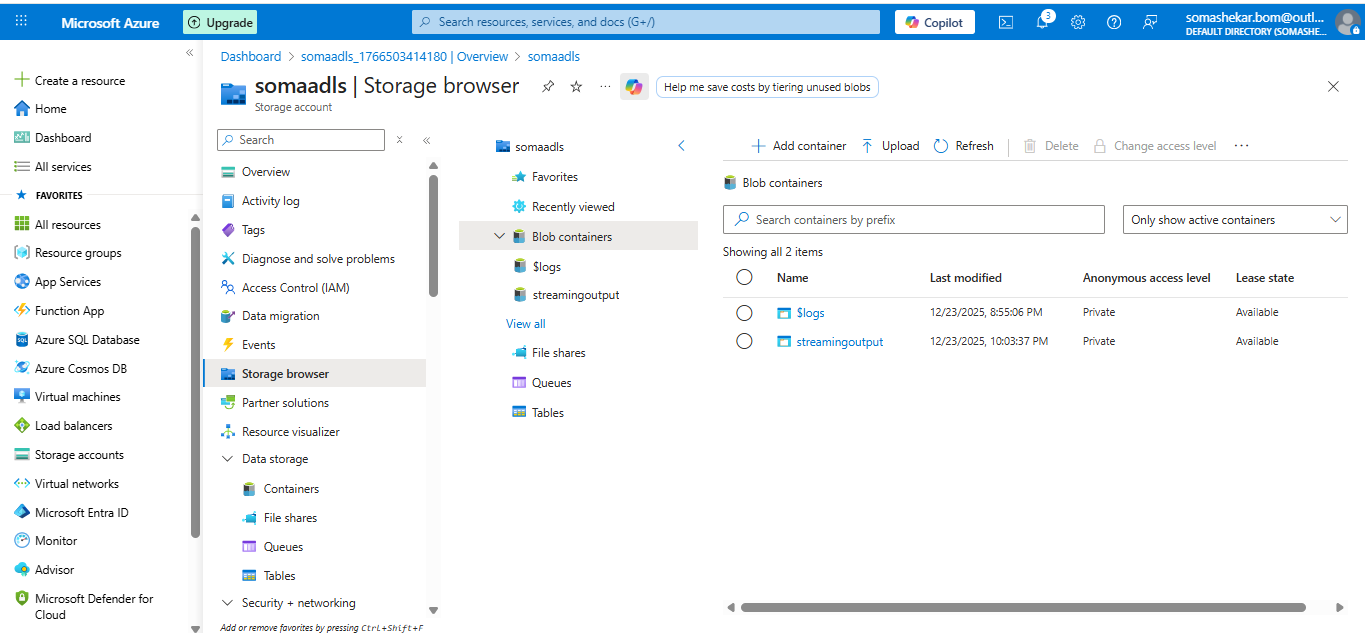 Microsoft Azure
Upgrade
Search resources, services, and docs (G+/)
Copilot
3
somashekar.bom@outl...
DEFAULT DIRECTORY (SOMASHE...
Create a resource
Home
Dashboard
All services
FAVORITES
All resources
Resource groups
App Services
Function App
Azure SQL Database
Azure Cosmos DB
Virtual machines
Load balancers
Storage accounts
Virtual networks
Microsoft Entra ID
Monitor
Advisor
Microsoft Defender for
Cloud
Dashboard > somaadls_1766503414180 | Overview > somaadls
somaadls | Storage browser
Storage account
Help me save costs by tiering unused blobs
Search
Overview
Activity log
Tags
Diagnose and solve problems
Access Control (IAM)
Data migration
Events
Storage browser
Partner solutions
Resource visualizer
Data storage
Containers
File shares
Queues
Tables
Security + networking
Add or remove favorites by pressing Ctrl+Shift+F
somaadls
Favorites
Recently viewed
Blob containers
$logs
streamingoutput
View all
File shares
Queues
Tables
Add container Upload Refresh Delete Change access level
Blob containers
Search containers by prefix
Only show active containers
Showing all 2 items
Name Last modified Anonymous access level Lease state
$logs 12/23/2025, 8:55:06 PM Private Available
streamingoutput 12/23/2025, 10:03:37 PM Private Available